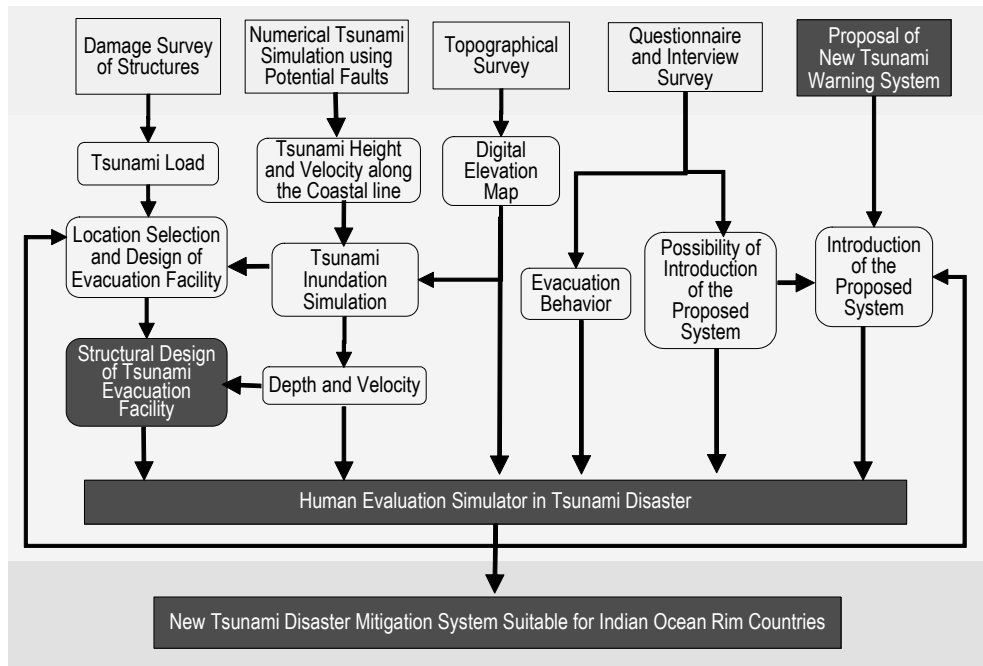 Damage Survey
of Structures
Numerical Tsunami
Simulation using
Potential Faults
Topographical
Survey
Questionnaire
and Interview
Survey
Proposal of
New Tsunami
Warning System
Tsunami Load
Tsunami Height
and Velocity along
the Coastal line
Digital
Elevation
Map
Location Selection
and Design of
Evacuation Facility
Tsunami
Inundation
Simulation
Evacuation
Behavior
Possibility of
Introduction
of the
Proposed
System
Introduction
of the
Proposed
System
Structural Design
of Tsunami
Evacuation
Facility
Depth and Velocity
Human Evaluation Simulator in Tsunami Disaster
New Tsunami Disaster Mitigation System Suitable for Indian Ocean Rim Countries